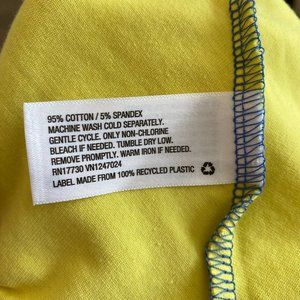 95% COTTON / 5% SPANDEX
MACHINE WASH COLD SEPARATELY.
GENTLE CYCLE. ONLY NON-CHLORINE
BLEACH IF NEEDED. TUMBLE DRY LOW.
REMOVE PROMPTLY. WARM IRON IF NEEDED.
RN17730 VN1247024
LABEL MADE FROM 100% RECYCLED PLASTIC